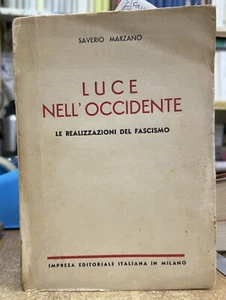 SAVERIO MARZANO
LUCE
NELL'OCCIDENTE
LE REALIZZAZIONI DEL FASCISMO
IMPRESA EDITORIALE ITALIANA IN MILANO